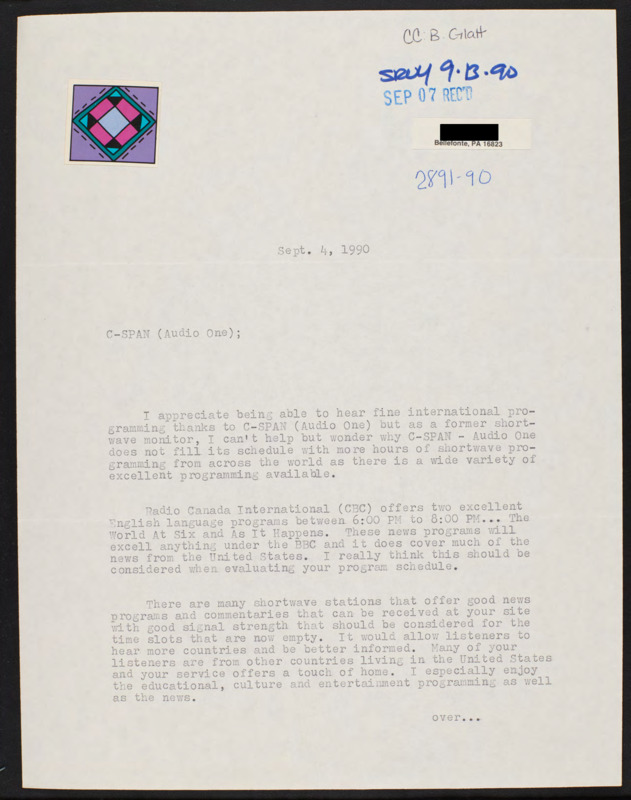 CC: B. Glatt
SRVY 9.13.90
SEP 07 REC'D
Bellefonte, PA 16823
2891-90
Sept. 4, 1990
C-SPAN (Audio One);
I appreciate being able to hear fine international pro-
gramming thanks to C-SPAN (Audio One) but as a former short-
wave monitor, I can't help but wonder why C-SPAN - Audio One
does not fill its schedule with more hours of shortwave pro-
gramming from across the world as there is a wide variety of
excellent programming available.
Radio Canada International (CBC) offers two excellent
English language programs between 6:00 PM to 8:00 PM... The
World At Six and As It Happens. These news programs will
excell anything under the BBC and it does cover much of the
news from the United States. I really think this should be
considered when evaluating your program schedule.
There are many shortwave stations that offer good news
programs and commentaries that can be received at your site
with good signal strength that should be considered for the
time slots that are now empty. It would allow listeners to
hear more countries and be better informed. Many of your
listeners are from other countries living in the United States
and your service offers a touch of home. I especially enjoy
the educational, culture and entertainment programming as well
as the news.
over...